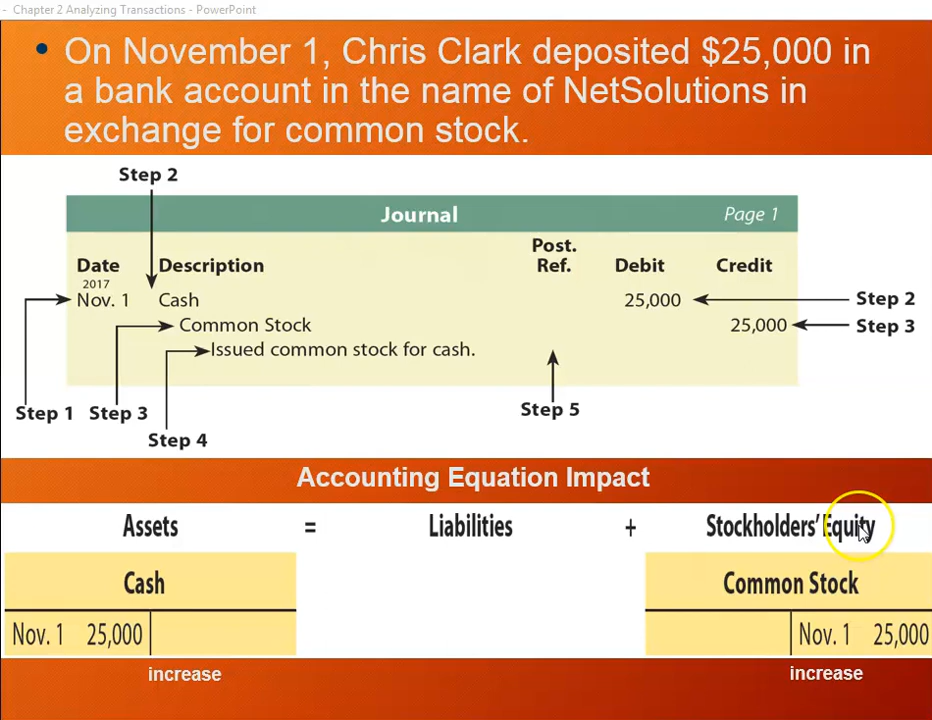 - Chapter 2 Analyzing Transactions - PowerPoint
• On November 1, Chris Clark deposited $25,000 in
a bank account in the name of NetSolutions in
exchange for common stock.
Step 2
Journal Page 1
Post.
Date Description Ref. Debit Credit
2017
Nov. 1 Cash 25,000 Step 2
Common Stock 25,000 Step 3
Issued common stock for cash.
Step 1 Step 3 Step 5
Step 4
Accounting Equation Impact
Assets = Liabilities + Stockholders' Equity
Cash Common Stock
Nov. 1 25,000 Nov. 1 25,000
increase increase